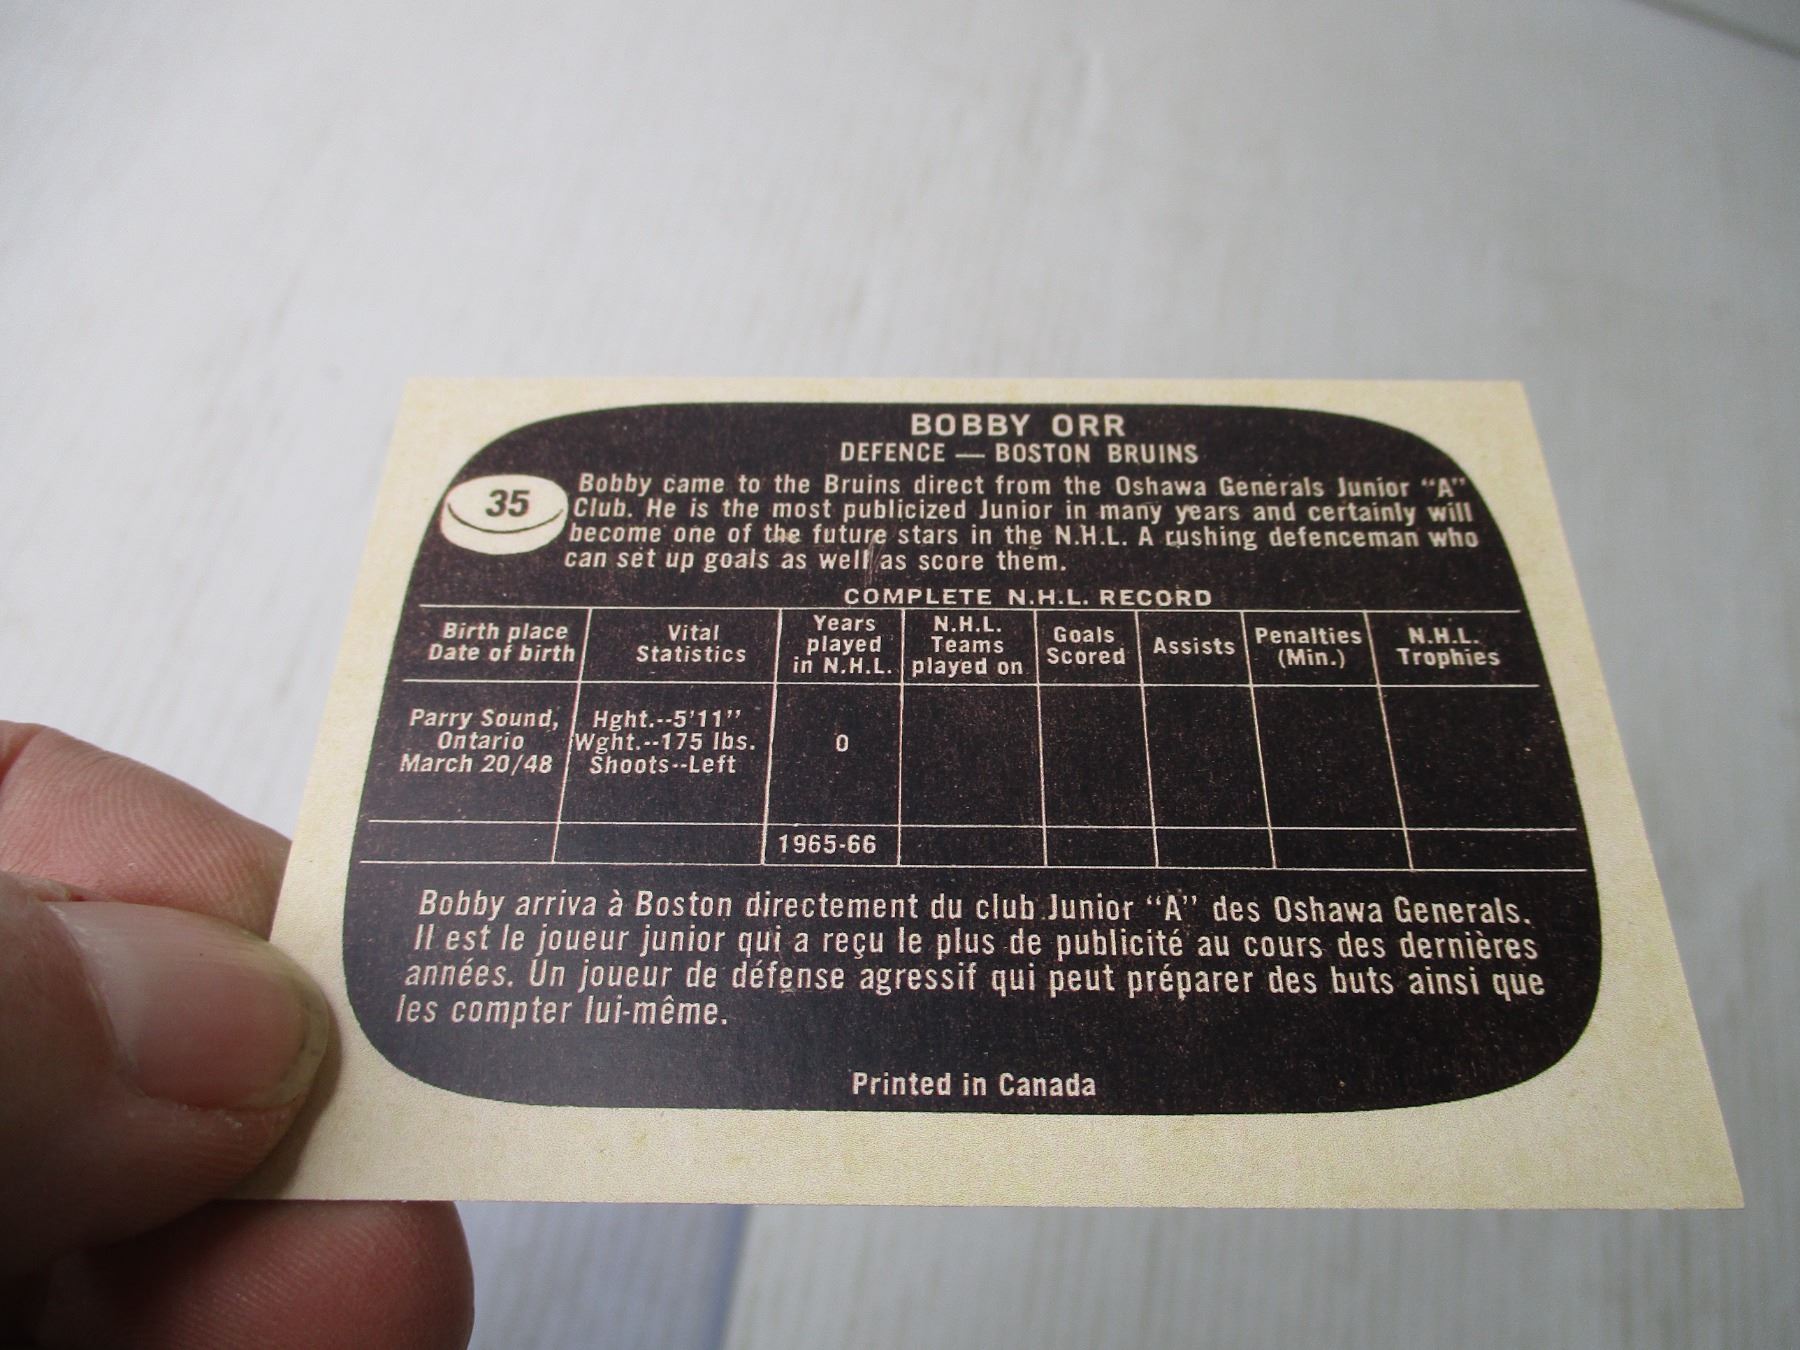 BOBBY ORR
DEFENCE — BOSTON BRUINS
35
Bobby came to the Bruins direct from the Oshawa Generals Junior "A"
Club. He is the most publicized Junior in many years and certainly will
become one of the future stars in the N.H.L. A rushing defenceman who
can set up goals as well as score them.
COMPLETE N.H.L. RECORD
Birth place
Date of birth
Vital
Statistics
Years
played
in N.H.L.
N.H.L.
Teams
played on
Goals
Scored
Assists
Penalties
(Min.)
N.H.L.
Trophies
Parry Sound,
Ontario
March 20/48
Hght.--5'11''
Wght.--175 lbs.
Shoots--Left
0
1965-66
Bobby arriva à Boston directement du club Junior "A" des Oshawa Generals.
Il est le joueur junior qui a reçu le plus de publicité au cours des dernières
années. Un joueur de défense agressif qui peut préparer des buts ainsi que
les compter lui-même.
Printed in Canada